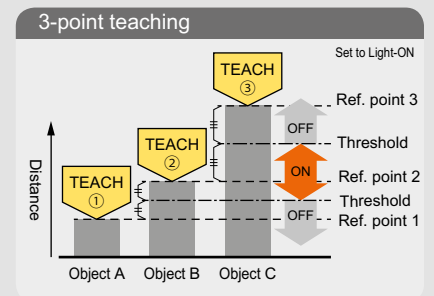 3-point teaching
Set to Light-ON
TEACH
③
Ref. point 3
OFF
TEACH
②
Threshold
ON
TEACH
①
Ref. point 2
Threshold
OFF
Ref. point 1
Distance
Object A
Object B
Object C